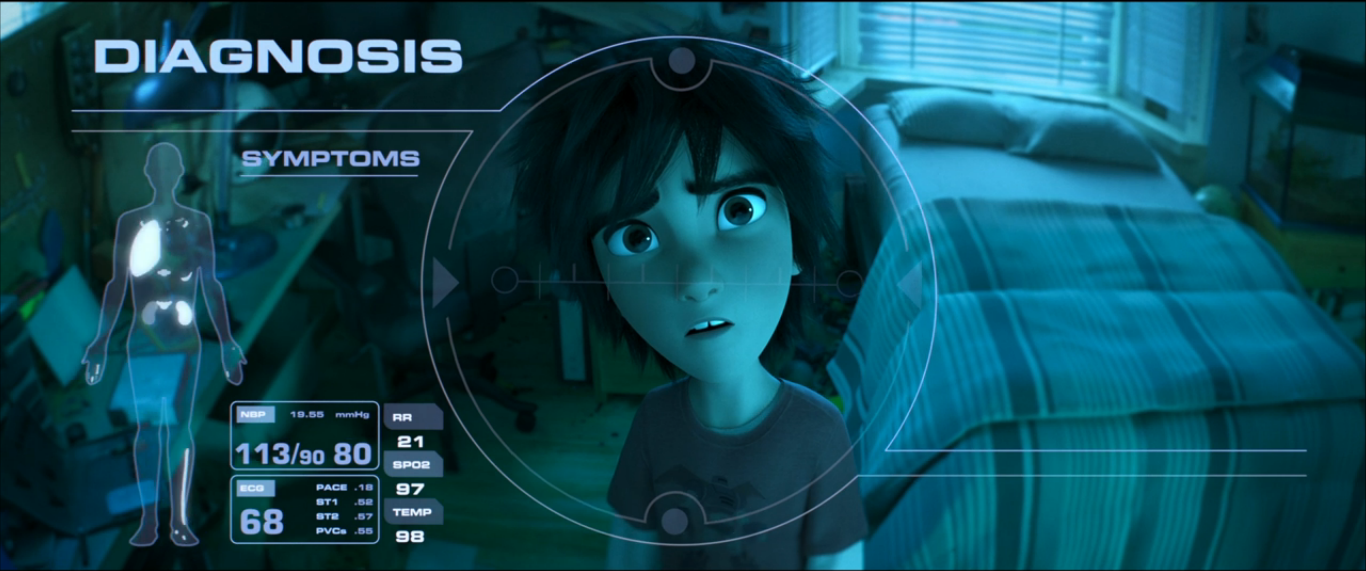 DIAGNOSIS
SYMPTOMS
NBP 19.55 mmHg
113/90 80
ECG
68
PACE .18
ST1 .52
ST2 .57
PVCs .55
RR
21
SPO2
97
TEMP
98